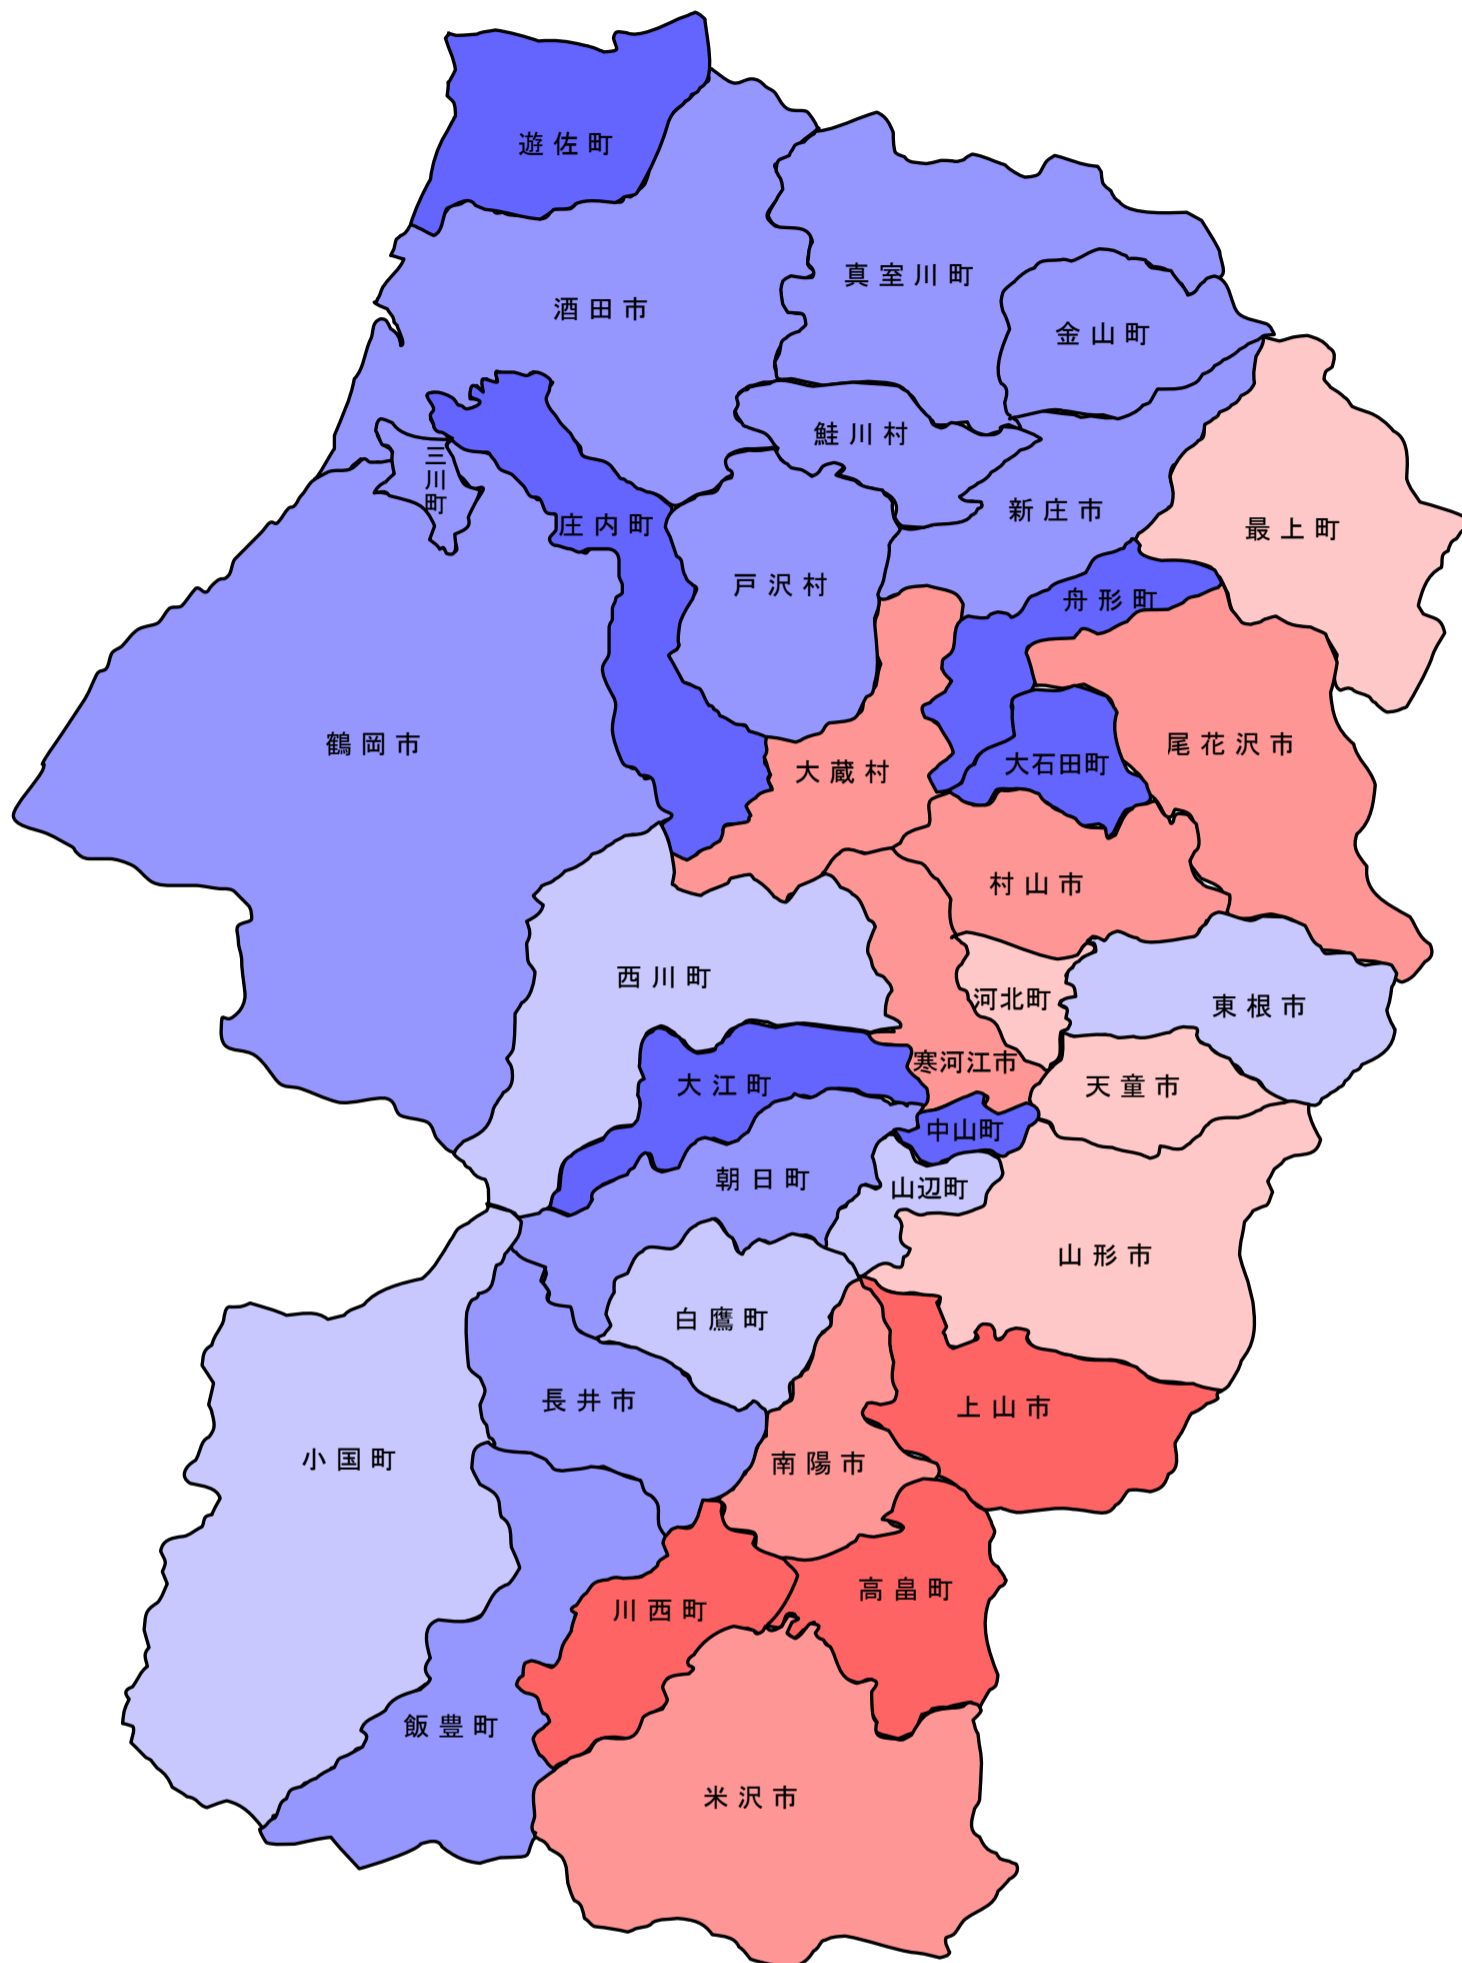 遊佐町
酒田市
真室川町
金山町
鮭川村
三川町
新庄市
庄内町
最上町
戸沢村
舟形町
鶴岡市
大蔵村
大石田町
尾花沢市
村山市
西川町
河北町
東根市
寒河江市
大江町
天童市
中山町
朝日町
山辺町
山形市
白鷹町
長井市
上山市
小国町
南陽市
高畠町
川西町
飯豊町
米沢市